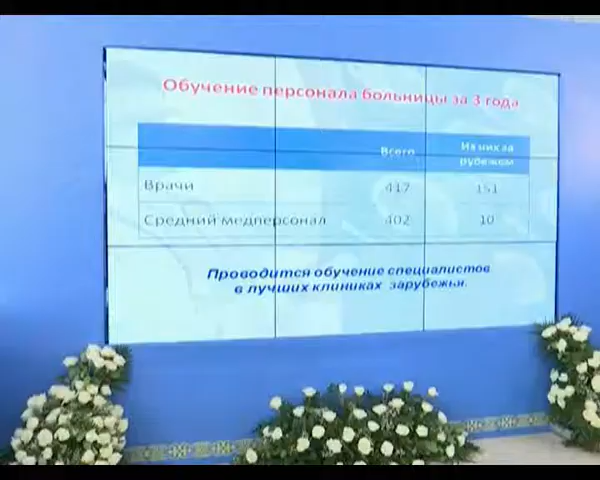 Обучение персонала больницы за 3 года
Всего
Из них за
рубежом
Врачи 417 151
Средний медперсонал 402 10
Проводится обучение специалистов
в лучших клиниках зарубежья.